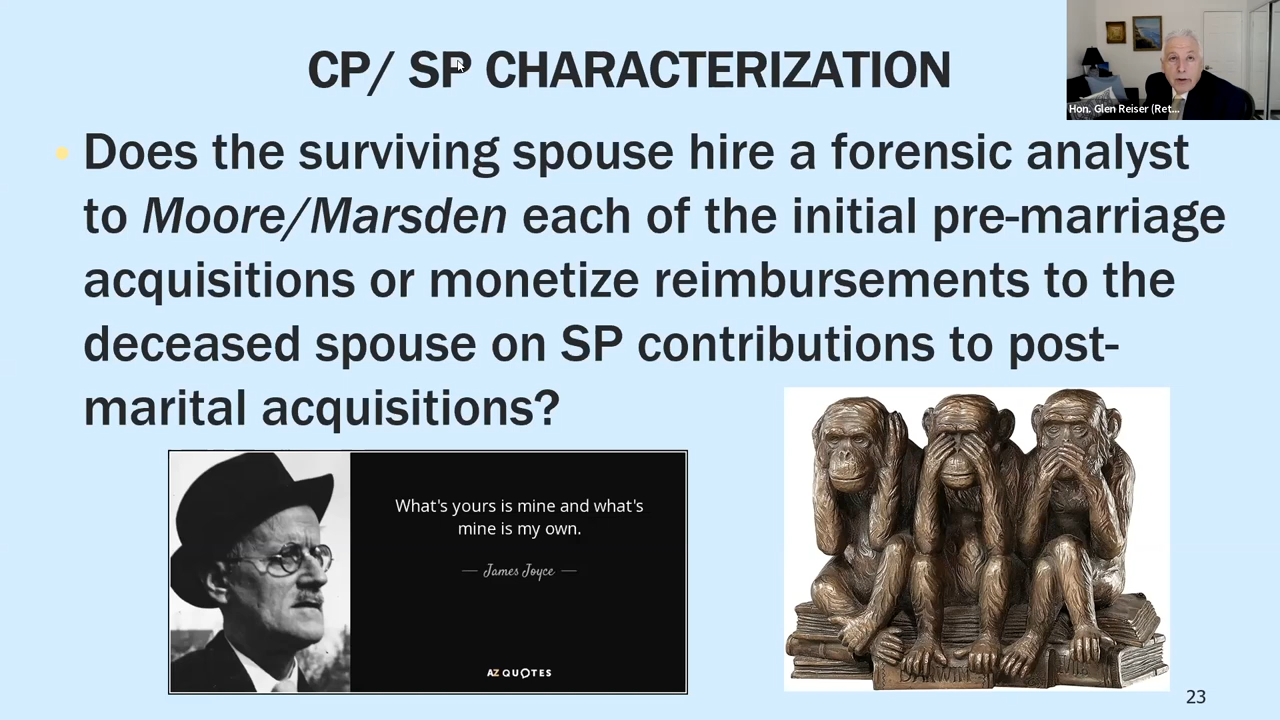 CP/ SP CHARACTERIZATION
Hon. Glen Reiser (Ret...
Does the surviving spouse hire a forensic analyst
to Moore/Marsden each of the initial pre-marriage
acquisitions or monetize reimbursements to the
deceased spouse on SP contributions to post-
marital acquisitions?
What's yours is mine and what's
mine is my own.
— James Joyce —
AZ QUOTES
DARWIN
23